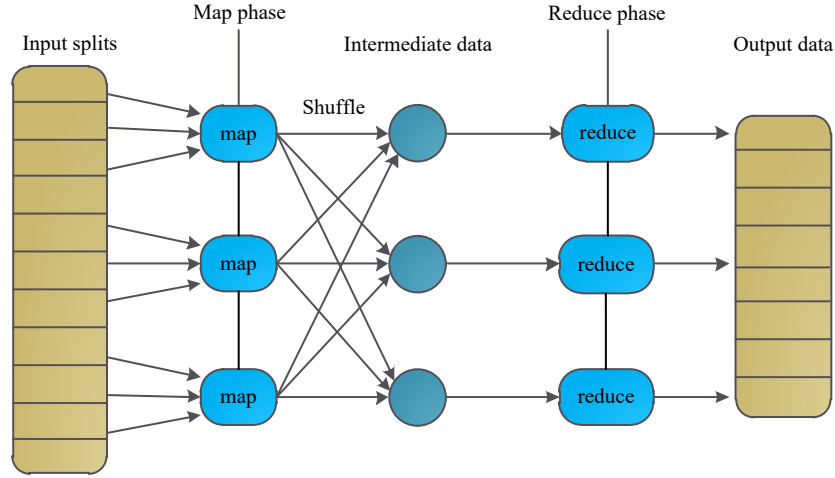 Map phase
Reduce phase
Input splits
Intermediate data
Output data
Shuffle
map
reduce
map
reduce
map
reduce